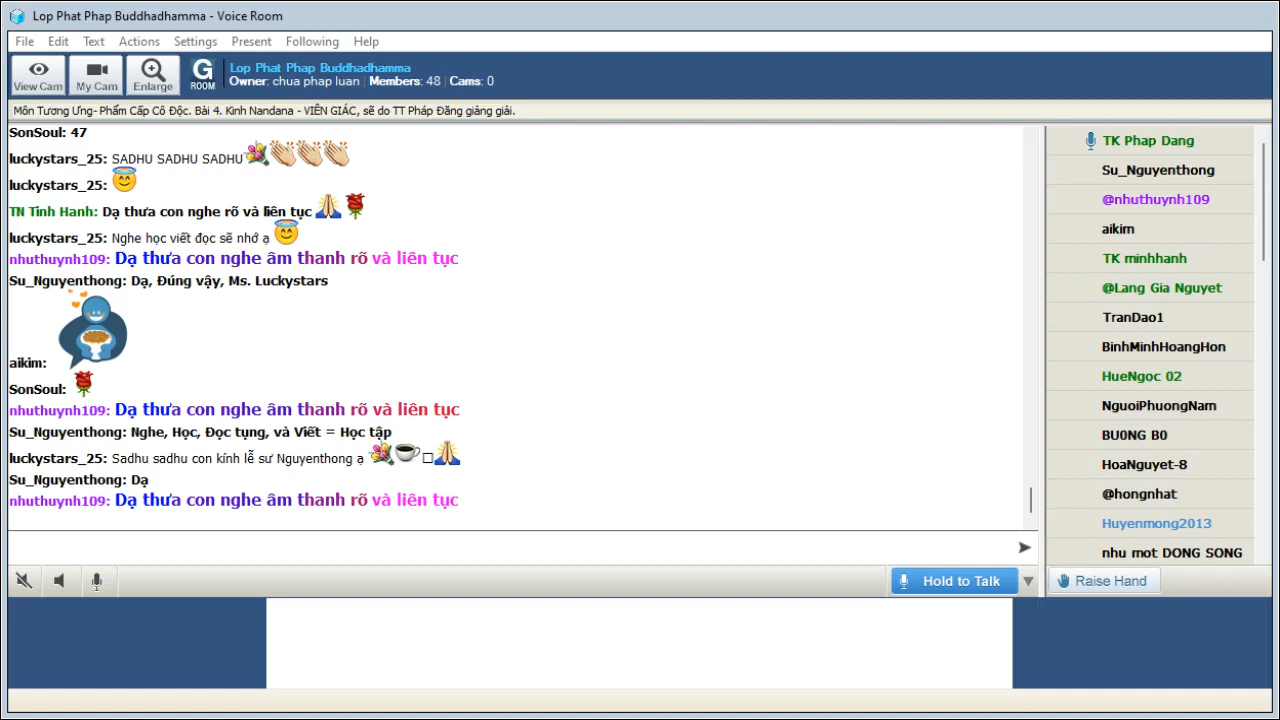 Lop Phat Phap Buddhadhamma - Voice Room
File Edit Text Actions Settings Present Following Help
View Cam My Cam Enlarge G ROOM
Lop Phat Phap Buddhadhamma
Owner: chua phap luan | Members: 48 | Cams: 0
Môn Tương Ưng- Phẩm Cấp Cô Độc. Bài 4. Kinh Nandana - VIÊN GIÁC, sẽ do TT Pháp Đăng giảng giải.
SonSoul: 47
luckystars_25: SADHU SADHU SADHU
luckystars_25:
TN Tinh Hanh: Dạ thưa con nghe rõ và liên tục
luckystars_25: Nghe học viết đọc sẽ nhớ ạ
nhuthuynh109: Dạ thưa con nghe âm thanh rõ và liên tục
Su_Nguyenthong: Dạ, Đúng vậy, Ms. Luckystars
aikim:
SonSoul:
nhuthuynh109: Dạ thưa con nghe âm thanh rõ và liên tục
Su_Nguyenthong: Nghe, Học, Đọc tụng, và Viết = Học tập
luckystars_25: Sadhu sadhu con kính lễ sư Nguyenthong ạ
Su_Nguyenthong: Dạ
nhuthuynh109: Dạ thưa con nghe âm thanh rõ và liên tục
TK Phap Dang
Su_Nguyenthong
@nhuthuynh109
aikim
TK minhhanh
@Lang Gia Nguyet
TranDao1
BinhMinhHoangHon
HueNgoc 02
NguoiPhuongNam
BU0NG B0
HoaNguyet-8
@hongnhat
Huyenmong2013
nhu mot DONG SONG
Hold to Talk
Raise Hand